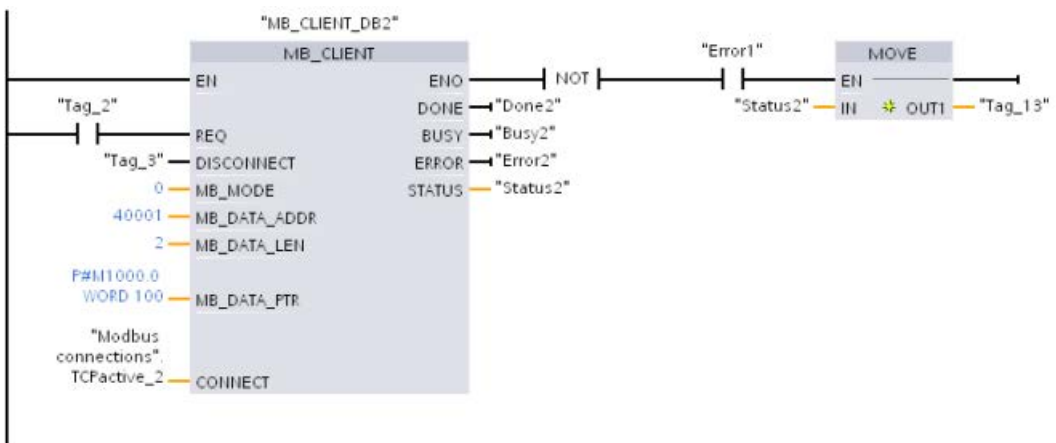 "MB_CLIENT_DB2"
MB_CLIENT
"Error1"
MOVE
EN
ENO
NOT
EN
"Tag_2"
DONE
"Done2"
"Status2"
IN
OUT1
"Tag_13"
REQ
BUSY
"Busy2"
"Tag_3"
DISCONNECT
ERROR
"Error2"
0
MB_MODE
STATUS
"Status2"
40001
MB_DATA_ADDR
2
MB_DATA_LEN
P#M1000.0
WORD 100
MB_DATA_PTR
"Modbus
connections".
TCPactive_2
CONNECT